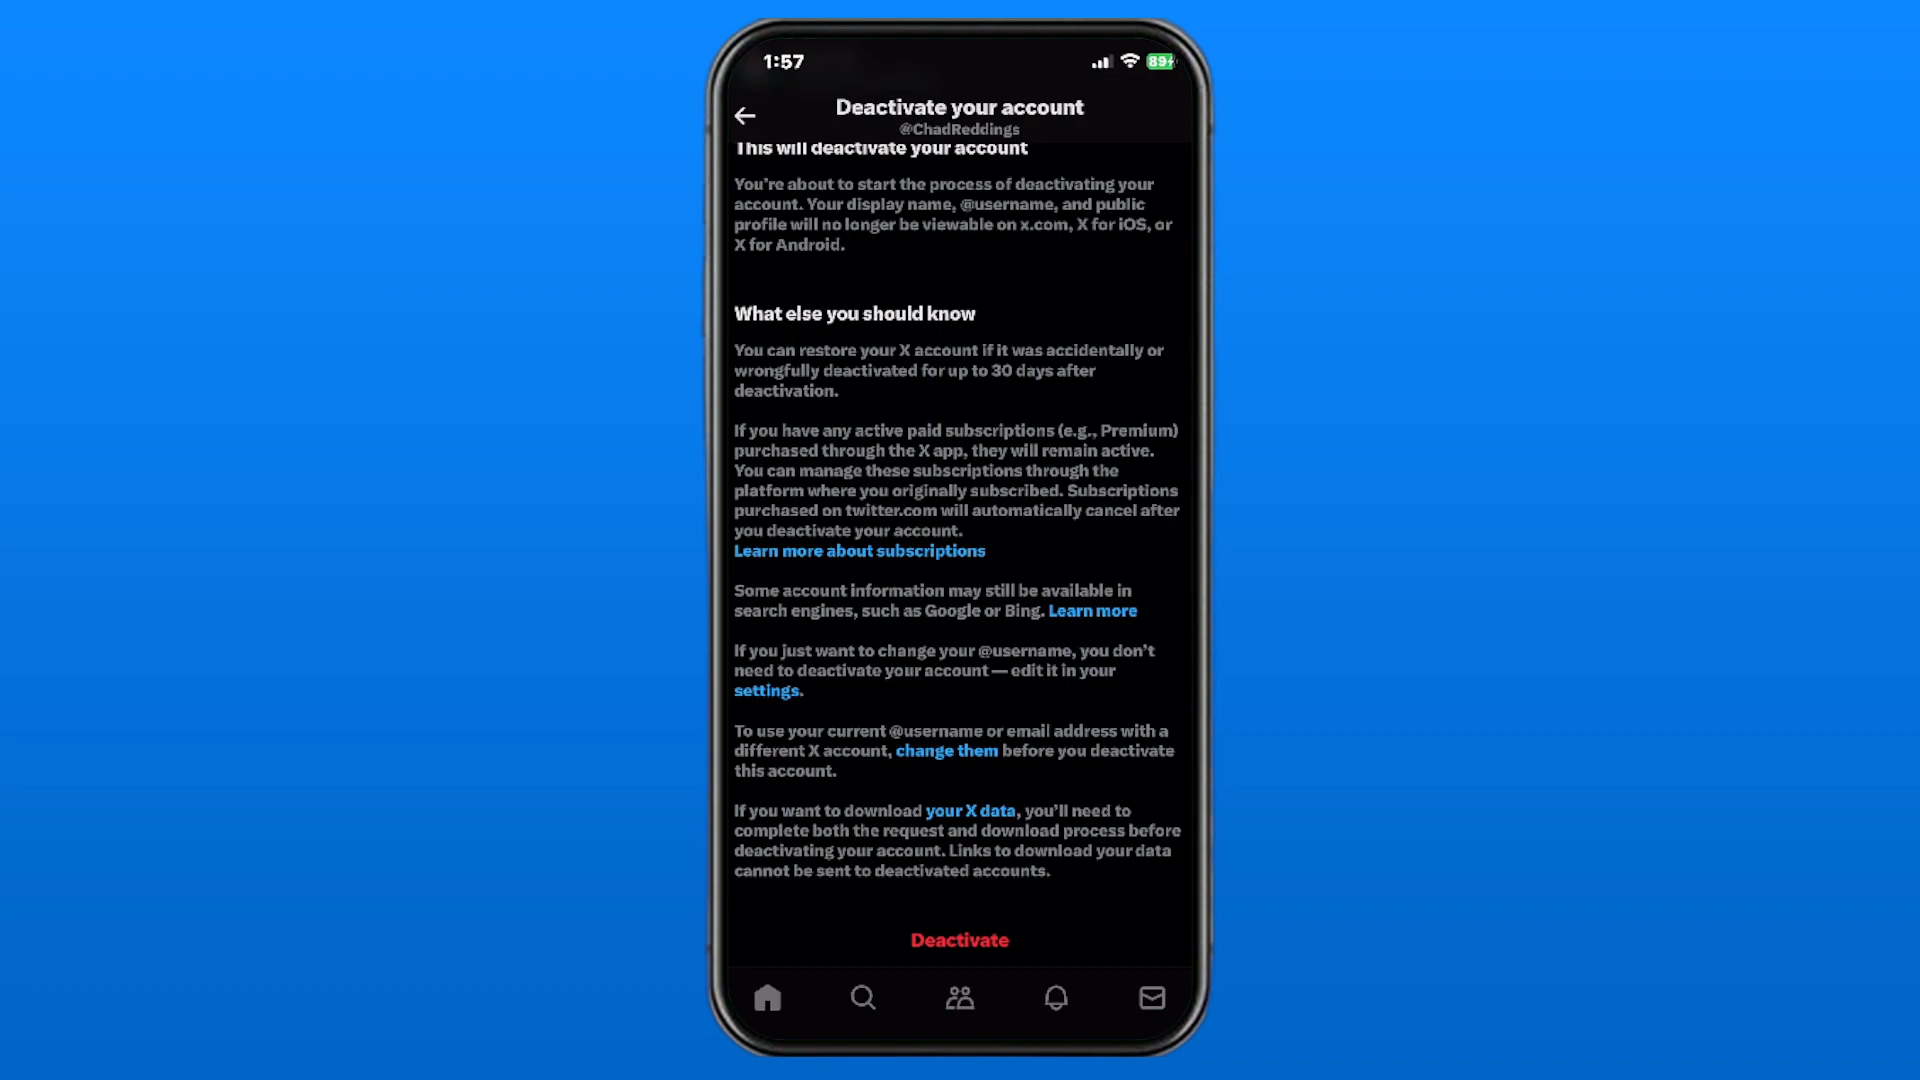 1:57
89
Deactivate your account
@ChadReddings
This will deactivate your account
You're about to start the process of deactivating your
account. Your display name, @username, and public
profile will no longer be viewable on x.com, X for iOS, or
X for Android.
What else you should know
You can restore your X account if it was accidentally or
wrongfully deactivated for up to 30 days after
deactivation.
If you have any active paid subscriptions (e.g., Premium)
purchased through the X app, they will remain active.
You can manage these subscriptions through the
platform where you originally subscribed. Subscriptions
purchased on twitter.com will automatically cancel after
you deactivate your account.
Learn more about subscriptions
Some account information may still be available in
search engines, such as Google or Bing. Learn more
If you just want to change your @username, you don't
need to deactivate your account — edit it in your
settings.
To use your current @username or email address with a
different X account, change them before you deactivate
this account.
If you want to download your X data, you'll need to
complete both the request and download process before
deactivating your account. Links to download your data
cannot be sent to deactivated accounts.
Deactivate